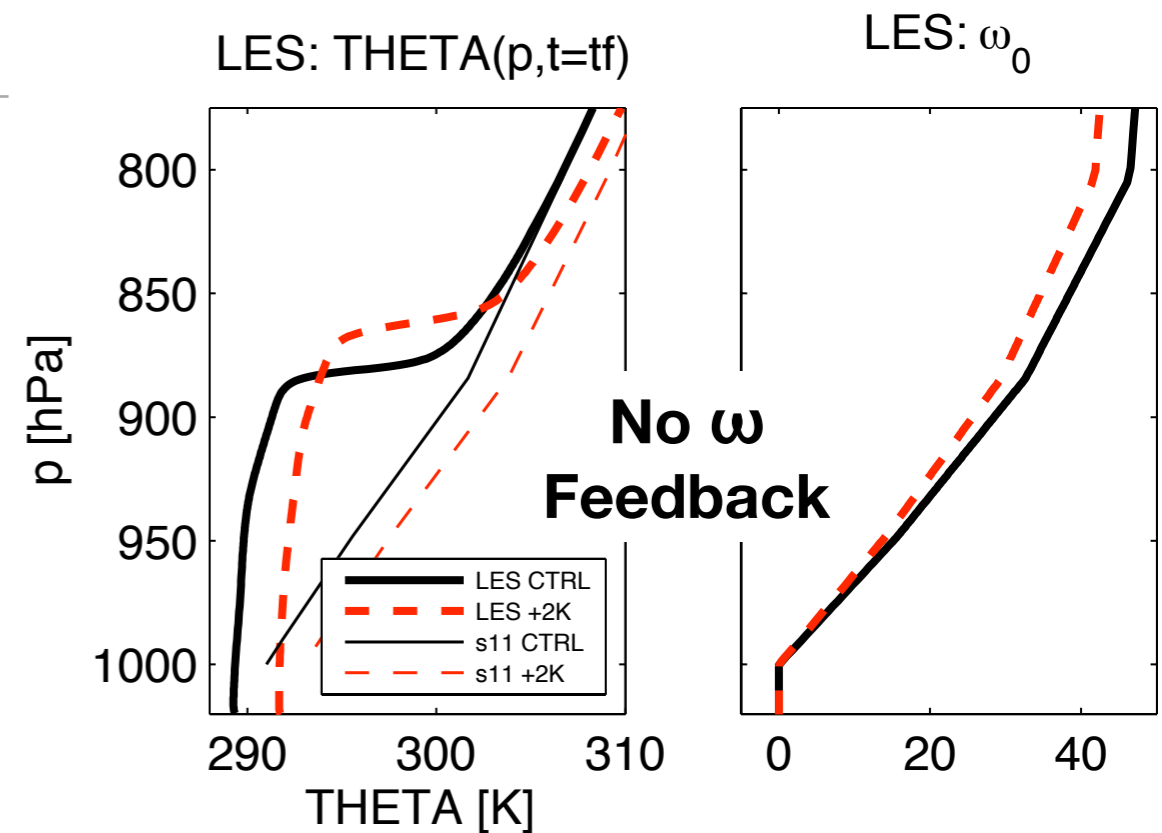 LES: THETA(p,t=tf)
LES: ω0
800
850
900
950
1000
p [hPa]
No ω
Feedback
LES CTRL
LES +2K
s11 CTRL
s11 +2K
290
300
310
THETA [K]
0
20
40